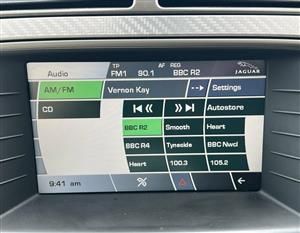 TP AF REG
Audio FM1 90.1 BBC R2 JAGUAR
AM/FM Vernon Kay Settings
CD Autostore
BBC R2 Smooth Heart
BBC R4 Tyneside BBC Nwcl
Heart 100.3 105.2
9:41 am